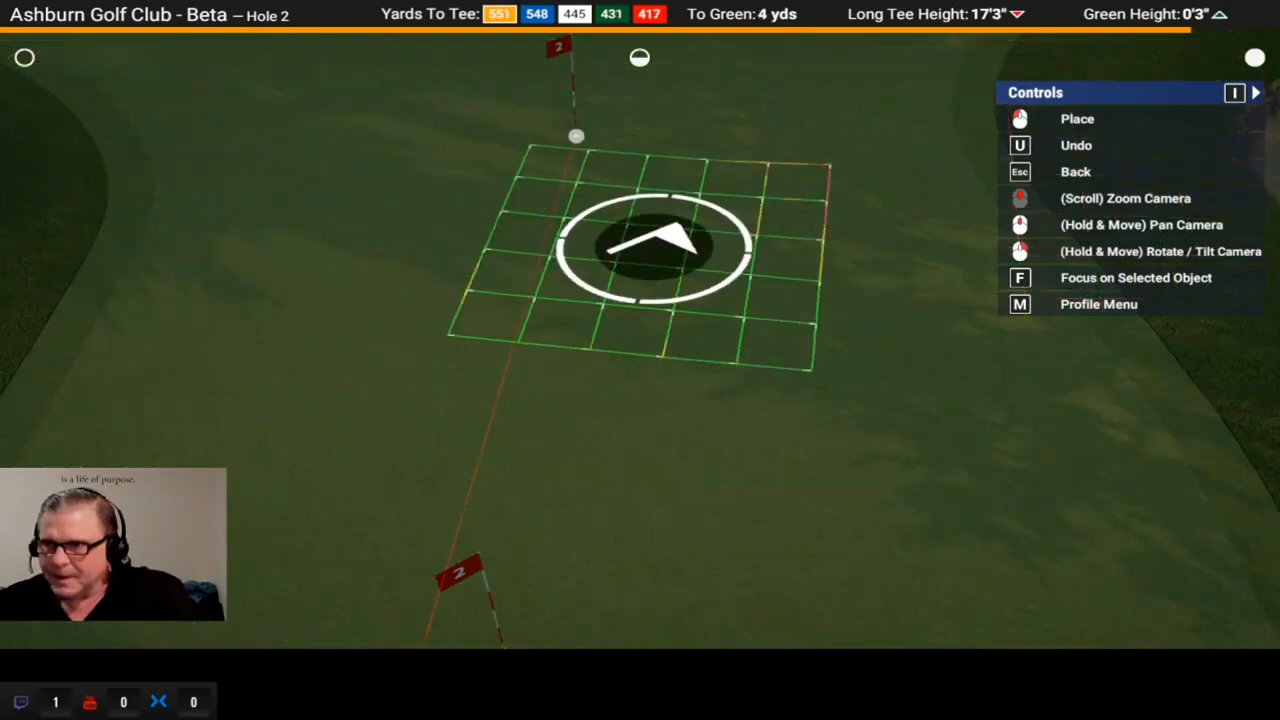 Ashburn Golf Club - Beta — Hole 2
Yards To Tee: 551 548 445 431 417
To Green: 4 yds
Long Tee Height: 17'3"
Green Height: 0'3"
2
Controls I
Place
U Undo
Esc Back
(Scroll) Zoom Camera
(Hold & Move) Pan Camera
(Hold & Move) Rotate / Tilt Camera
F Focus on Selected Object
M Profile Menu
is a life of purpose.
2
1 0 0